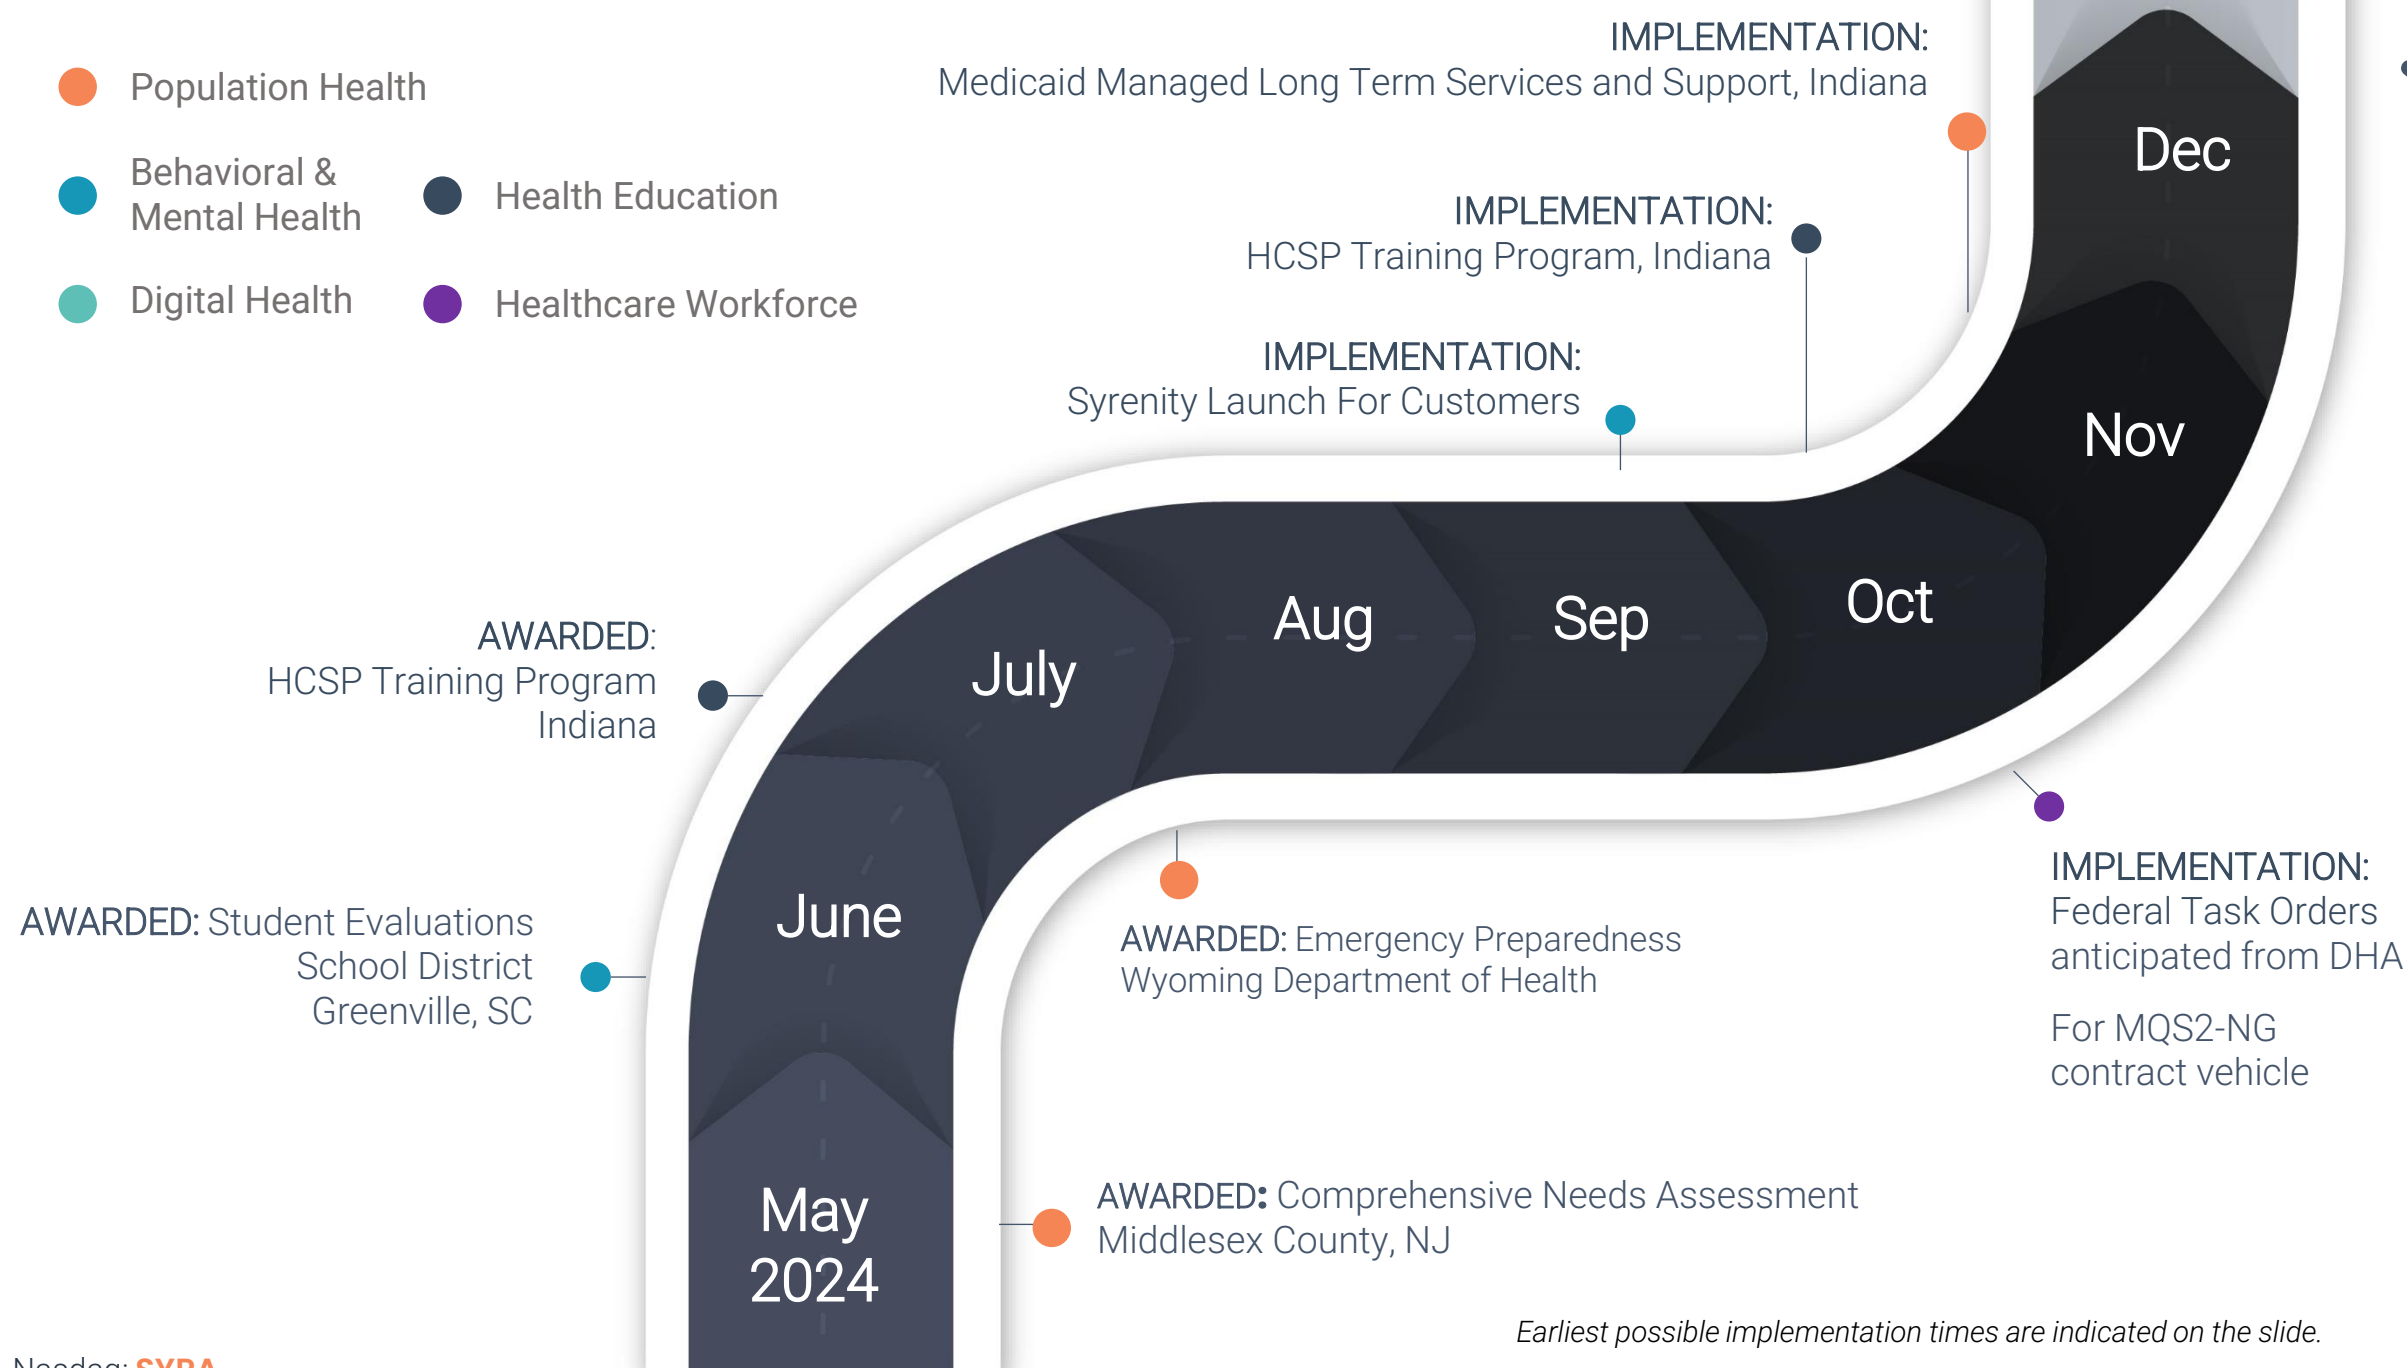 Population Health
Behavioral &
Mental Health
Health Education
Digital Health
Healthcare Workforce
IMPLEMENTATION:
Medicaid Managed Long Term Services and Support, Indiana
IMPLEMENTATION:
HCSP Training Program, Indiana
IMPLEMENTATION:
Syrenity Launch For Customers
Dec
Nov
Oct
Sep
Aug
July
June
May
2024
AWARDED:
HCSP Training Program
Indiana
AWARDED: Student Evaluations
School District
Greenville, SC
AWARDED: Emergency Preparedness
Wyoming Department of Health
IMPLEMENTATION:
Federal Task Orders
anticipated from DHA
For MQS2-NG
contract vehicle
AWARDED: Comprehensive Needs Assessment
Middlesex County, NJ
Earliest possible implementation times are indicated on the slide.
Nasdaq: SYRA